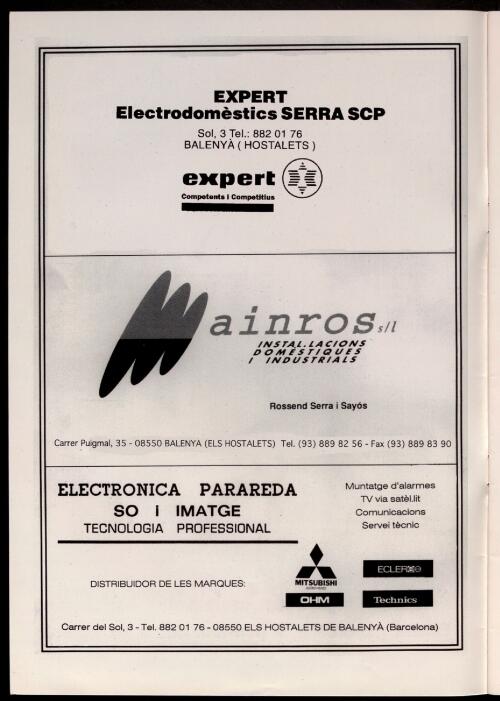 EXPERT
Electrodomèstics SERRA SCP
Sol, 3 Tel.: 882 01 76
BALENYÀ ( HOSTALETS )
expert
Competents i Competitius
ainros s/l
INSTAL.LACIONS
DOMÈSTIQUES
I INDUSTRIALS
Rossend Serra i Sayós
Carrer Puigmal, 35 - 08550 BALENYA (ELS HOSTALETS) Tel. (93) 889 82 56 - Fax (93) 889 83 90
ELECTRONICA PARAREDA
SO i IMATGE
TECNOLOGIA PROFESSIONAL
Muntatge d'alarmes
TV via satèl.lit
Comunicacions
Servei tècnic
DISTRIBUIDOR DE LES MARQUES:
MITSUBISHI
OHM
ECLER
Technics
Carrer del Sol, 3 - Tel. 882 01 76 - 08550 ELS HOSTALETS DE BALENYÀ (Barcelona)